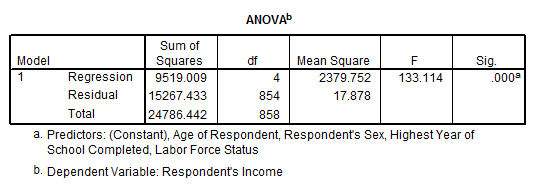 ANOVAb
Model Sum of Squares df Mean Square F Sig.
1 Regression 9519.009 4 2379.752 133.114 .000a
Residual 15267.433 854 17.878
Total 24786.442 858
a. Predictors: (Constant), Age of Respondent, Respondent's Sex, Highest Year of
School Completed, Labor Force Status
b. Dependent Variable: Respondent's Income